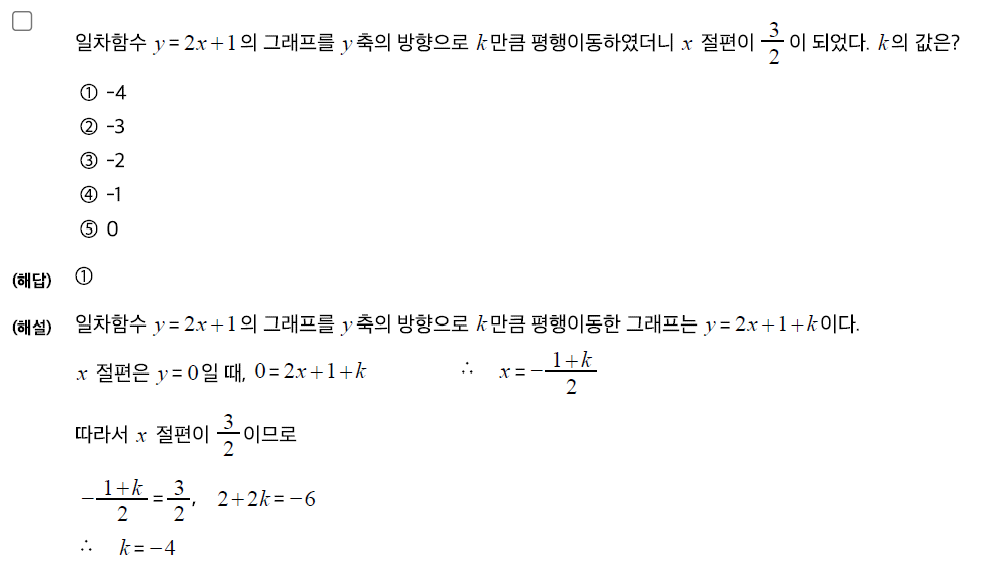 일차함수 y=2x+1의 그래프를 y축의 방향으로 k만큼 평행이동하였더니 x 절편이 3/2이 되었다. k의 값은?
① -4
② -3
③ -2
④ -1
⑤ 0
(해답) ①
(해설) 일차함수 y=2x+1의 그래프를 y축의 방향으로 k만큼 평행이동한 그래프는 y=2x+1+k이다.
x 절편은 y=0일 때, 0=2x+1+k ∴ x=-(1+k)/2
따라서 x 절편이 3/2이므로
-(1+k)/2=3/2, 2+2k=-6
∴ k=-4